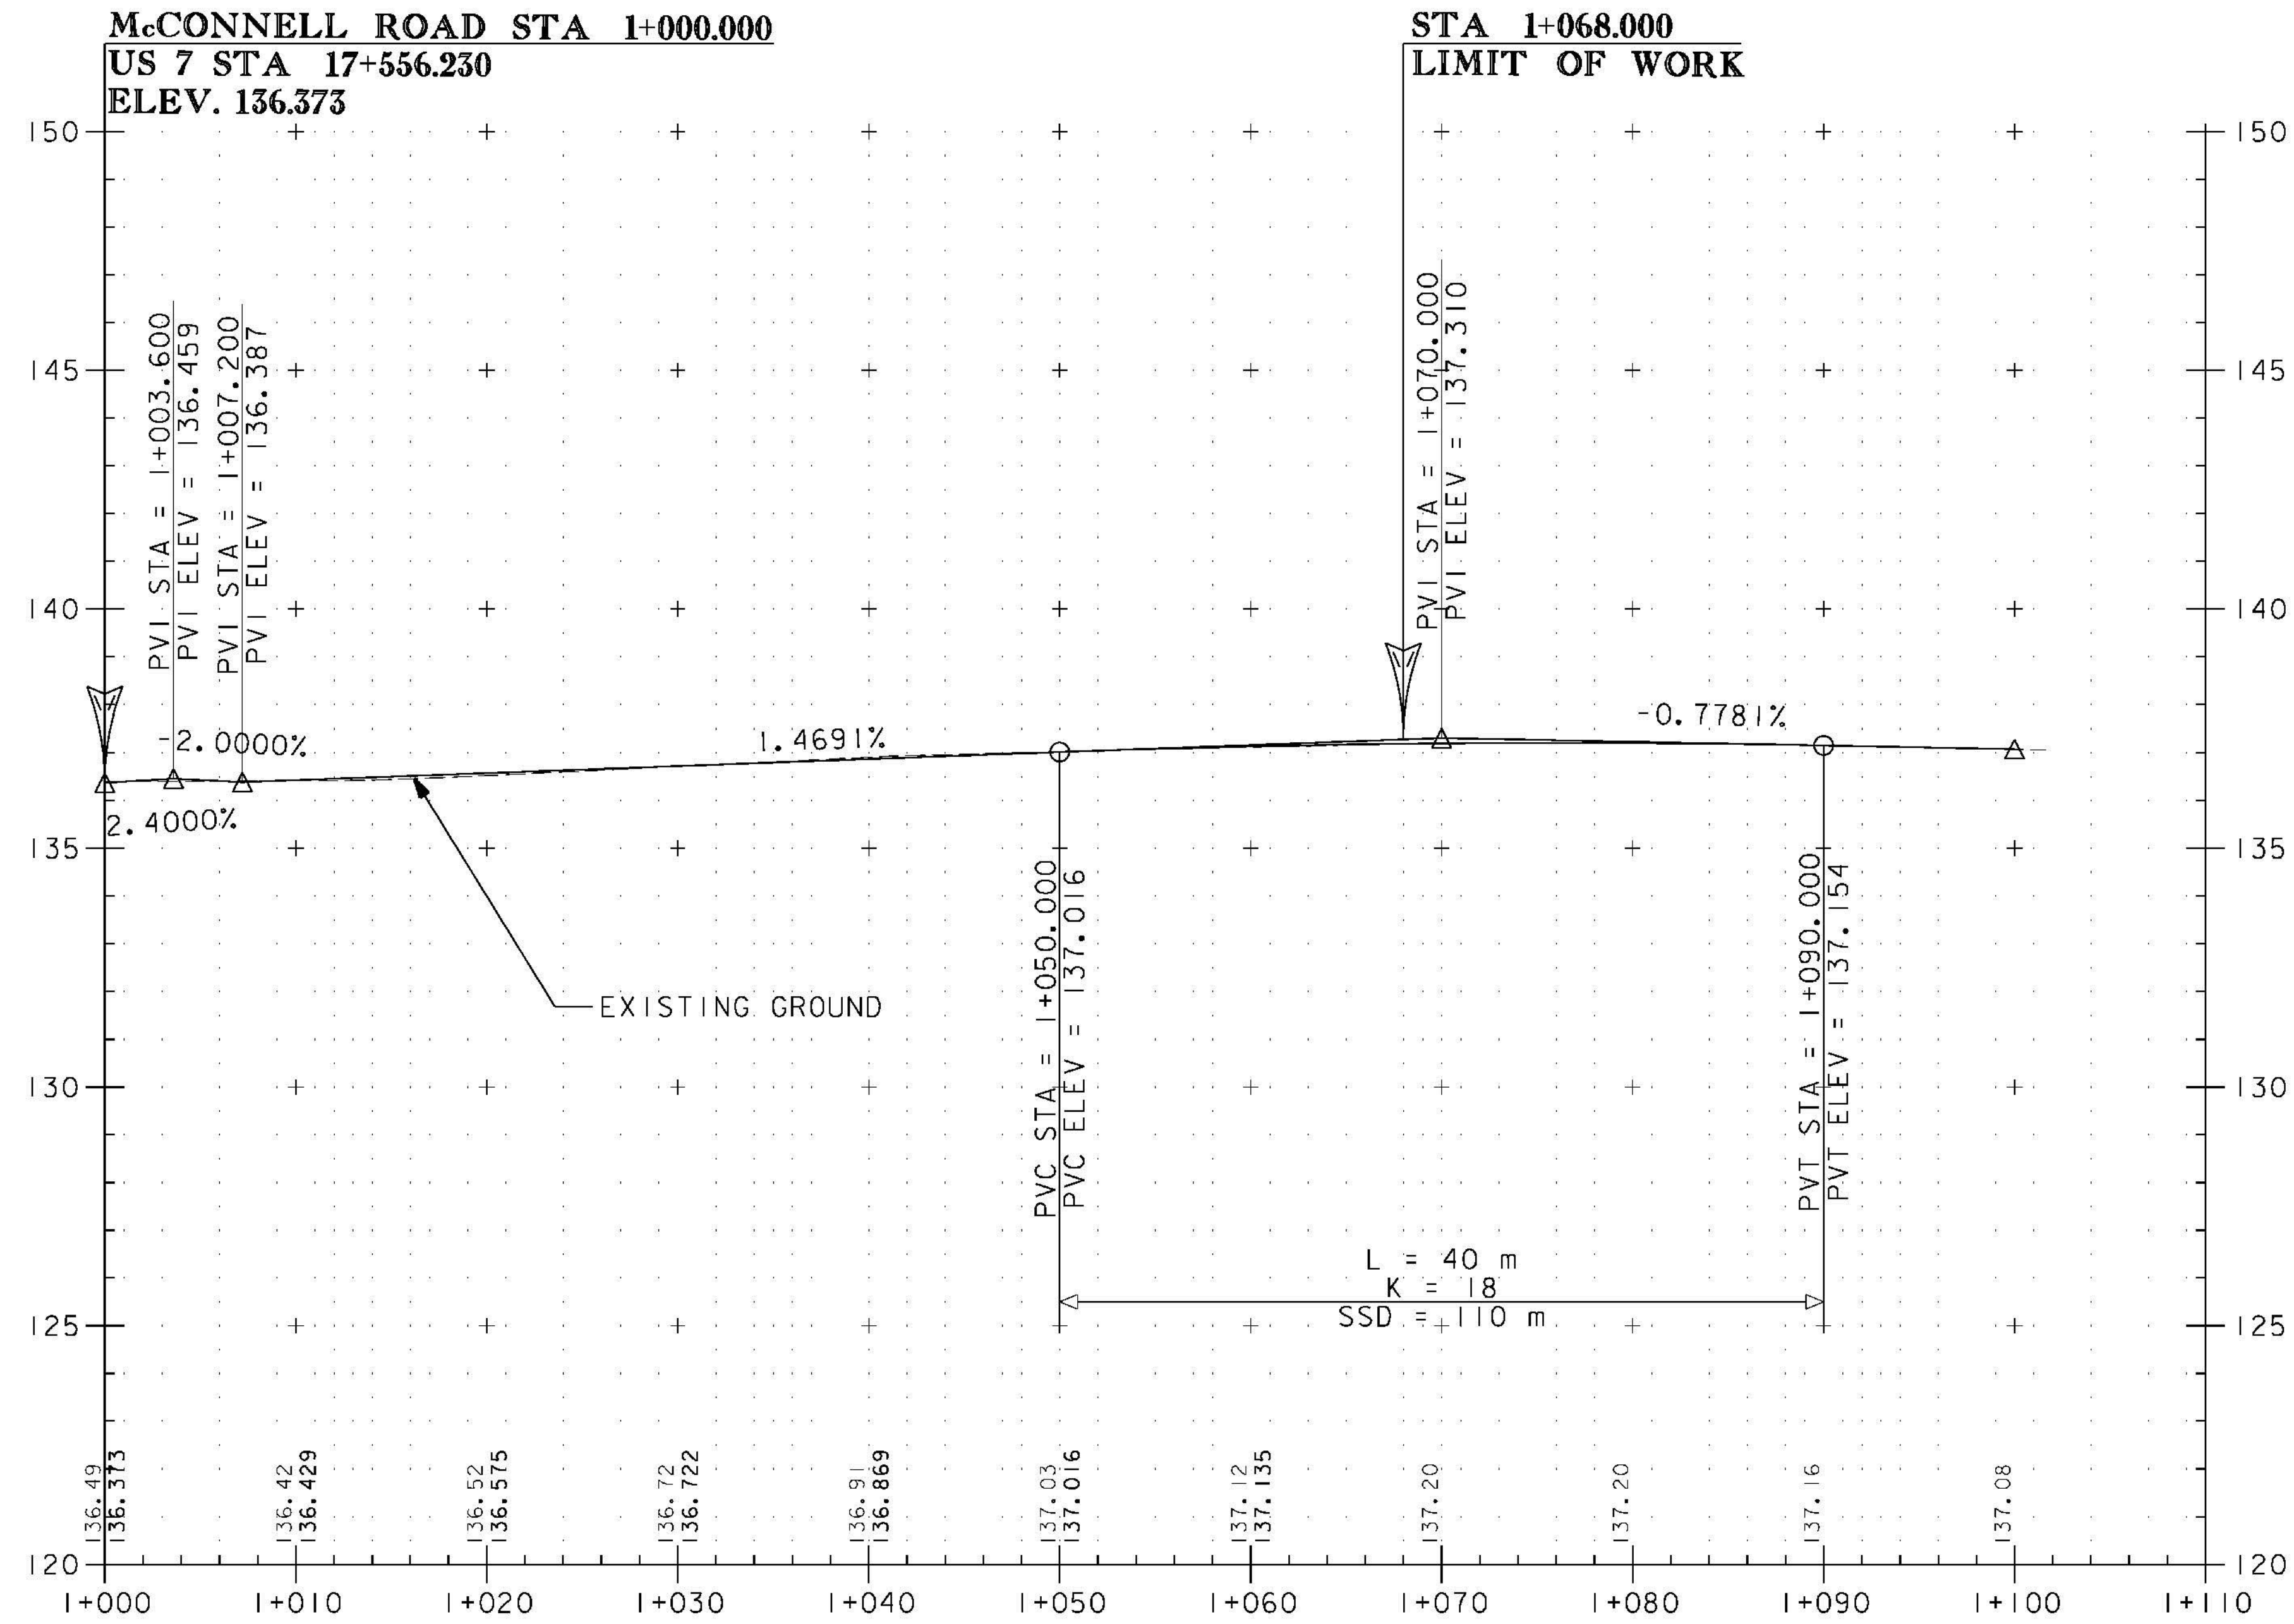 McCONNELL ROAD STA 1+000.000
US 7 STA 17+556.230
ELEV. 136.373
STA 1+068.000
LIMIT OF WORK
150
150
145
145
140
140
135
135
130
130
125
125
120
120
PVI STA = 1+003.600
PVI ELEV = 136.459
PVI STA = 1+007.200
PVI ELEV = 136.387
PVI STA = 1+070.000
PVI ELEV = 137.310
-2.0000%
2.4000%
1.4691%
-0.7781%
EXISTING GROUND
PVC STA = 1+050.000
PVC ELEV = 137.016
PVT STA = 1+090.000
PVT ELEV = 137.154
L = 40 m
K = 18
SSD = 110 m
136.49
136.373
136.42
136.429
136.52
136.575
136.72
136.722
136.91
136.869
137.03
137.016
137.12
137.135
137.20
137.20
137.16
137.08
1+000 1+010 1+020 1+030 1+040 1+050 1+060 1+070 1+080 1+090 1+100 1+110